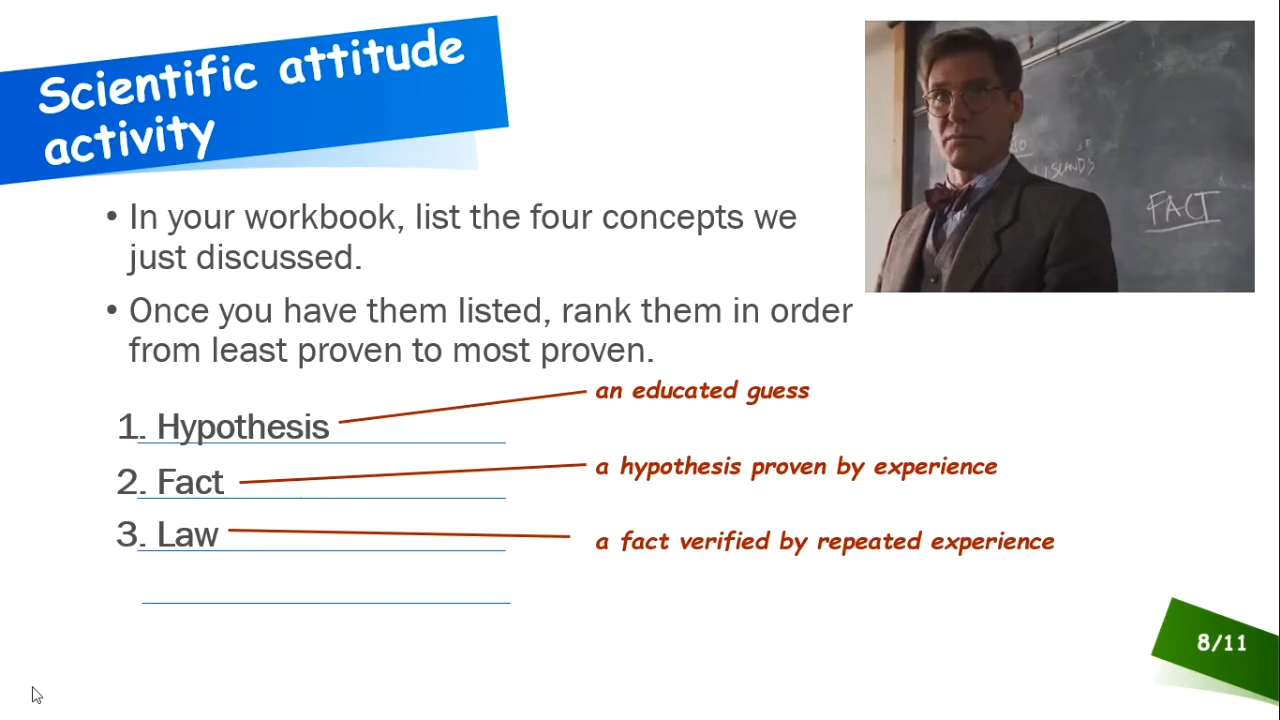 Scientific attitude
activity
• In your workbook, list the four concepts we
just discussed.
• Once you have them listed, rank them in order
from least proven to most proven.
an educated guess
1. Hypothesis
a hypothesis proven by experience
2. Fact
3. Law
a fact verified by repeated experience
FACT
8/11